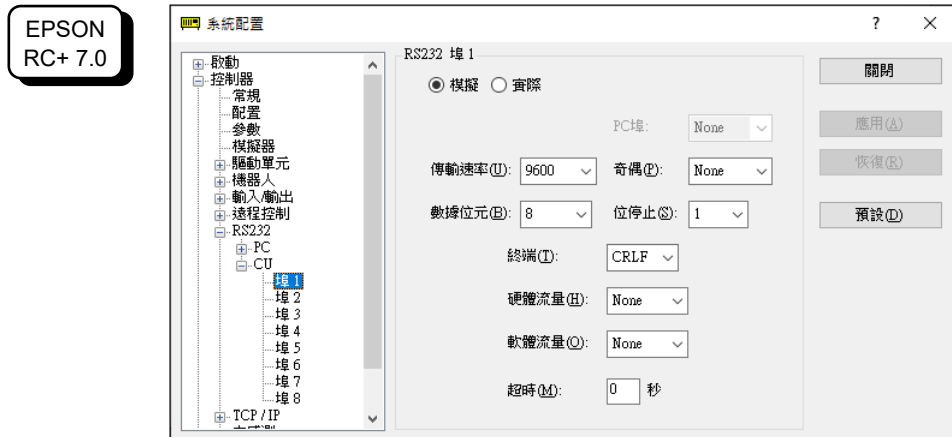 EPSON
RC+ 7.0
系統配置
?
啟動
控制器
常規
配置
參數
模擬器
驅動單元
機器人
輸入/輸出
遠程控制
RS232
PC
CU
埠 1
埠 2
埠 3
埠 4
埠 5
埠 6
埠 7
埠 8
TCP / IP
RS232 埠 1
模擬 實際
PC埠: None
傳輸速率(U): 9600 奇偶(P): None
數據位元(B): 8 位停止(S): 1
終端(T): CRLF
硬體流量(H): None
軟體流量(O): None
超時(M): 0 秒
關閉
應用(A)
恢復(R)
預設(D)